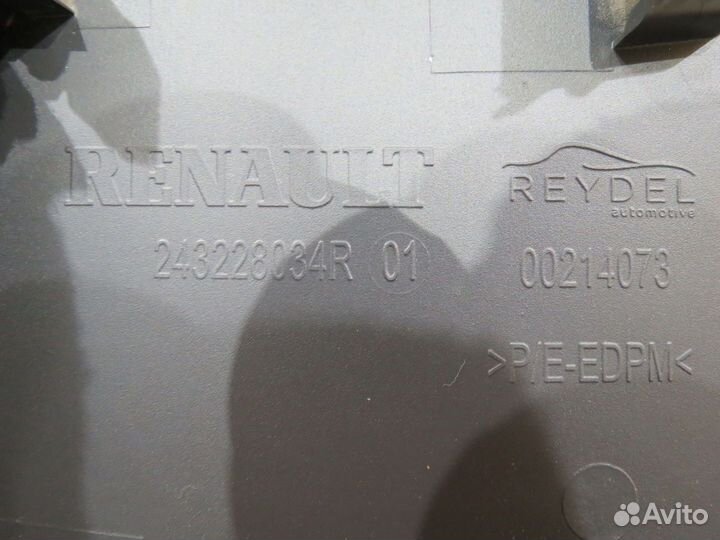 RENAULT
243228034R 01
REYDEL
automotive
00214073
>P/E-EDPM<
Avito